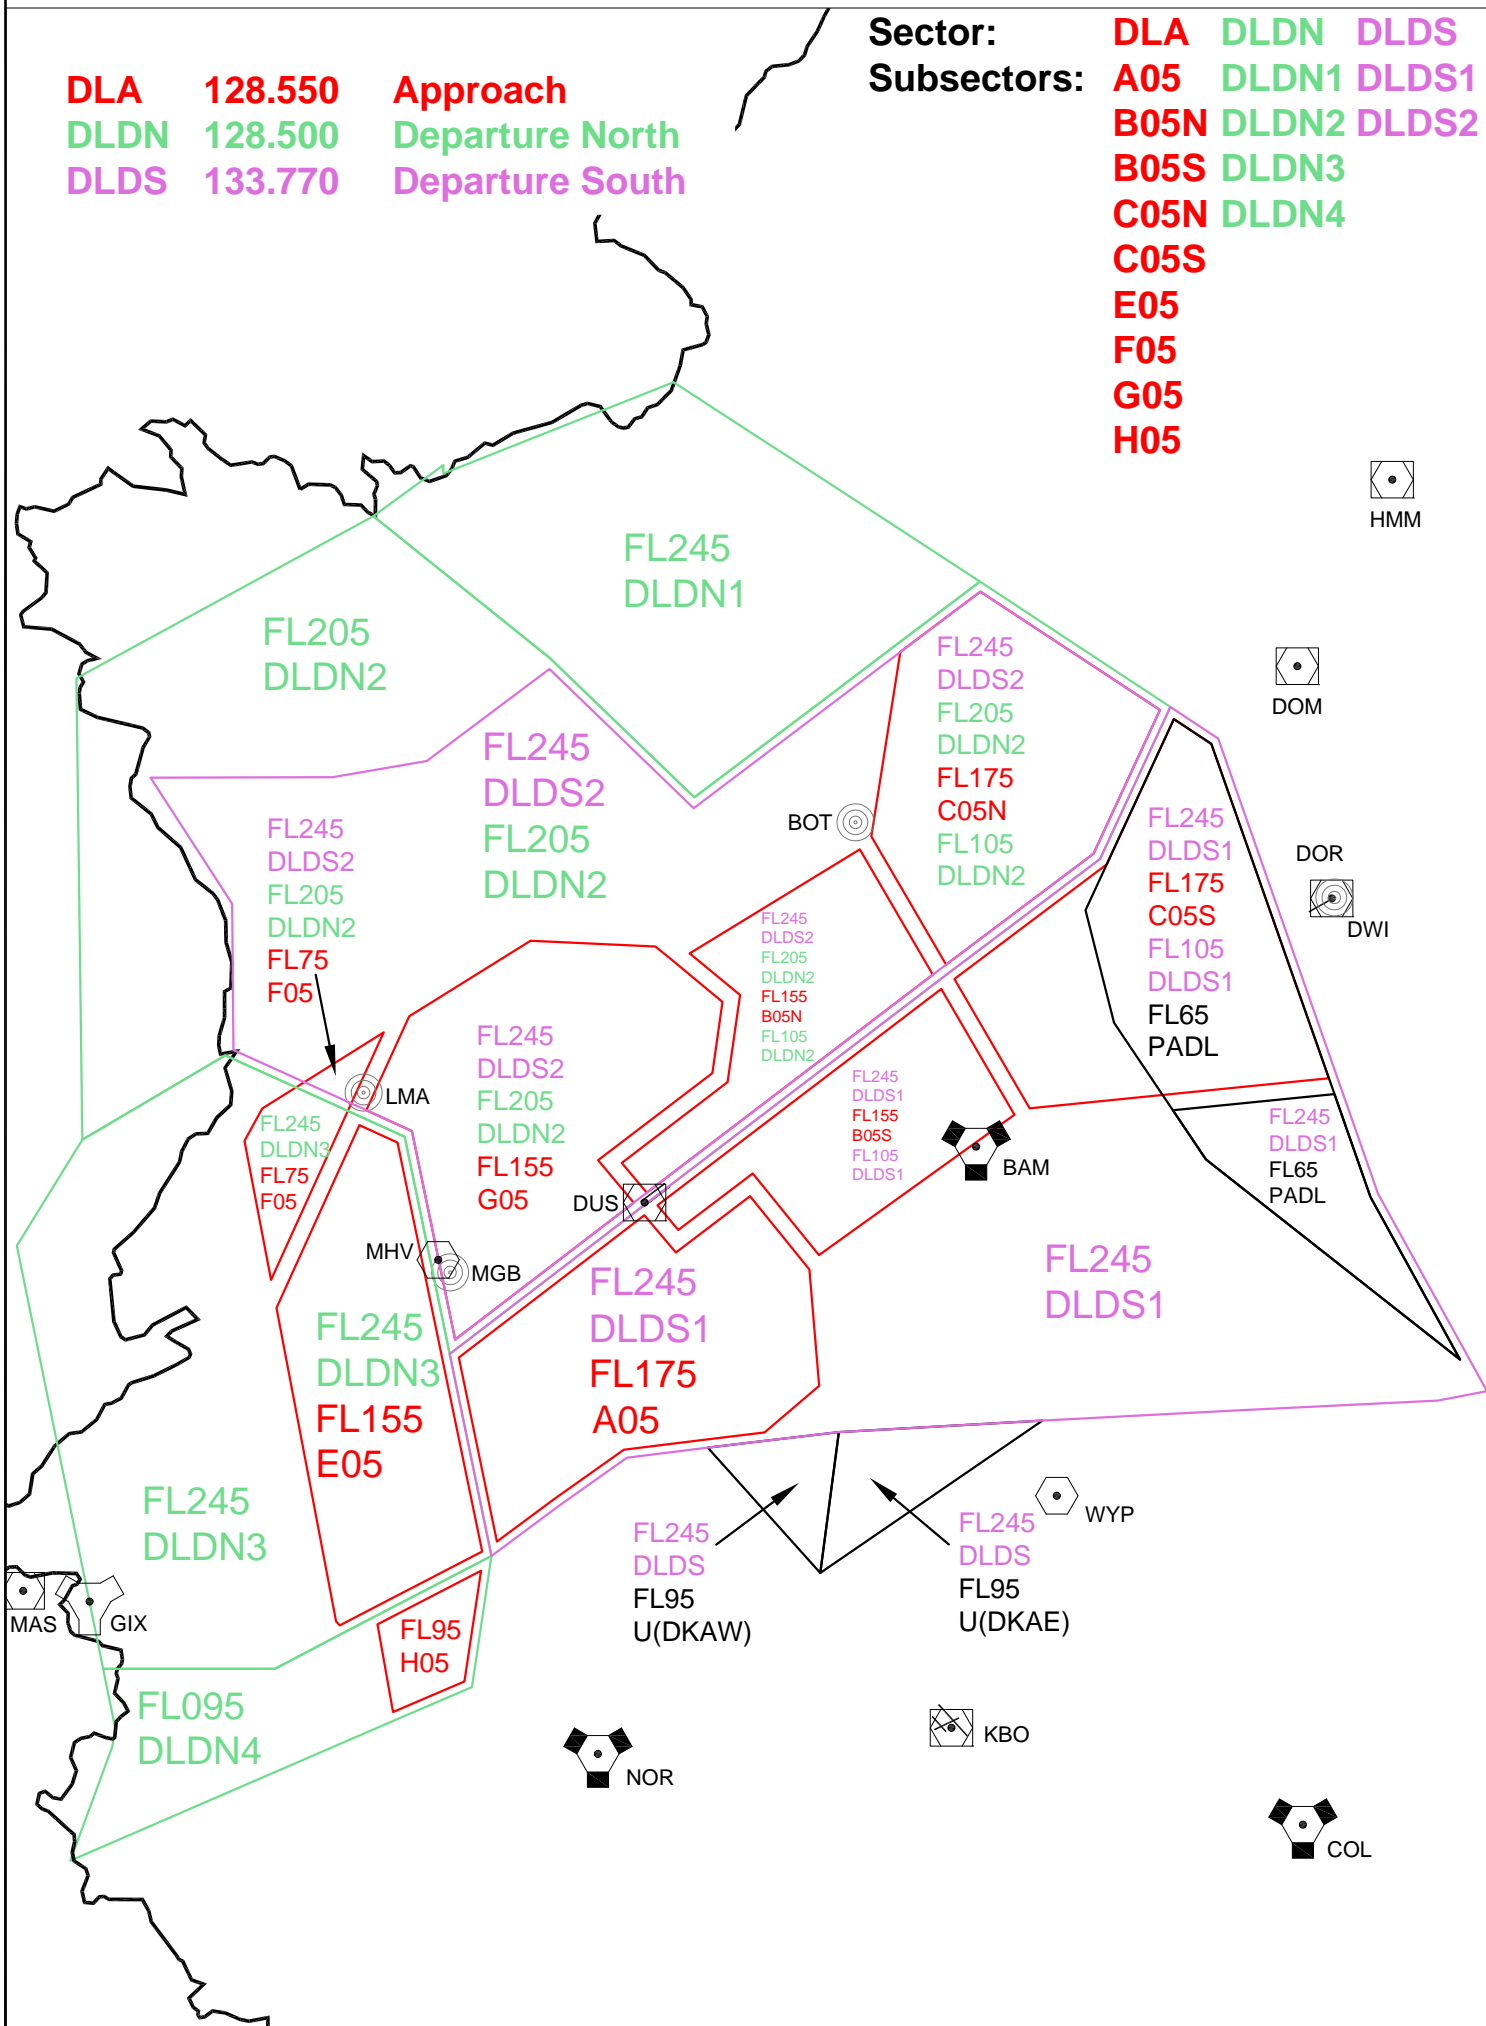 Sector: DLA DLDN DLDS
Subsectors: A05 DLDN1 DLDS1
B05N DLDN2 DLDS2
B05S DLDN3
C05N DLDN4
C05S
E05
F05
G05
H05
DLA 128.550 Approach
DLDN 128.500 Departure North
DLDS 133.770 Departure South
HMM
FL245
DLDN1
FL205
DLDN2
FL245
DLDS2
FL205
DLDN2
FL175
C05N
FL105
DLDN2
DOM
FL245
DLDS2
FL205
DLDN2
FL245
DLDS2
FL205
DLDN2
FL75
F05
BOT
FL245
DLDS1
FL175
C05S
FL105
DLDS1
FL65
PADL
DOR
DWI
FL245
DLDS2
FL205
DLDN2
FL155
B05N
FL105
DLDN2
FL245
DLDS2
FL205
DLDN2
FL155
G05
LMA
FL245
DLDS1
FL155
B05S
FL105
DLDS1
FL245
DLDN3
FL75
F05
BAM
FL245
DLDS1
FL65
PADL
DUS
MHV
MGB
FL245
DLDS1
FL245
DLDS1
FL175
A05
FL245
DLDN3
FL155
E05
FL245
DLDN3
FL245
DLDS
FL95
U(DKAW)
FL245
DLDS
FL95
U(DKAE)
WYP
MAS
GIX
FL95
H05
FL095
DLDN4
KBO
NOR
COL